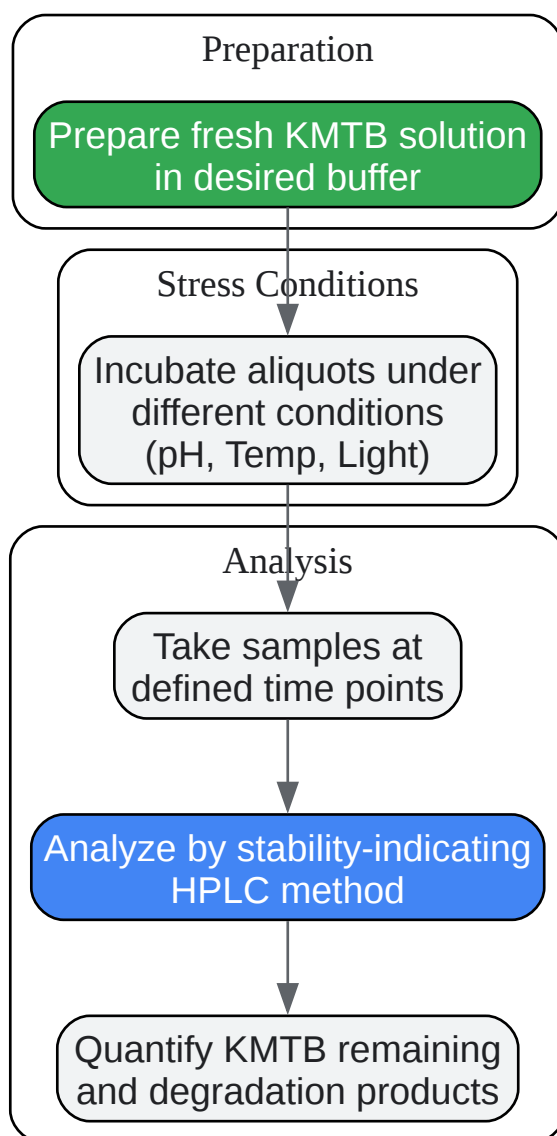 Preparation
Prepare fresh KMTB solution
in desired buffer
Stress Conditions
Incubate aliquots under
different conditions
(pH, Temp, Light)
Analysis
Take samples at
defined time points
Analyze by stability-indicating
HPLC method
Quantify KMTB remaining
and degradation products